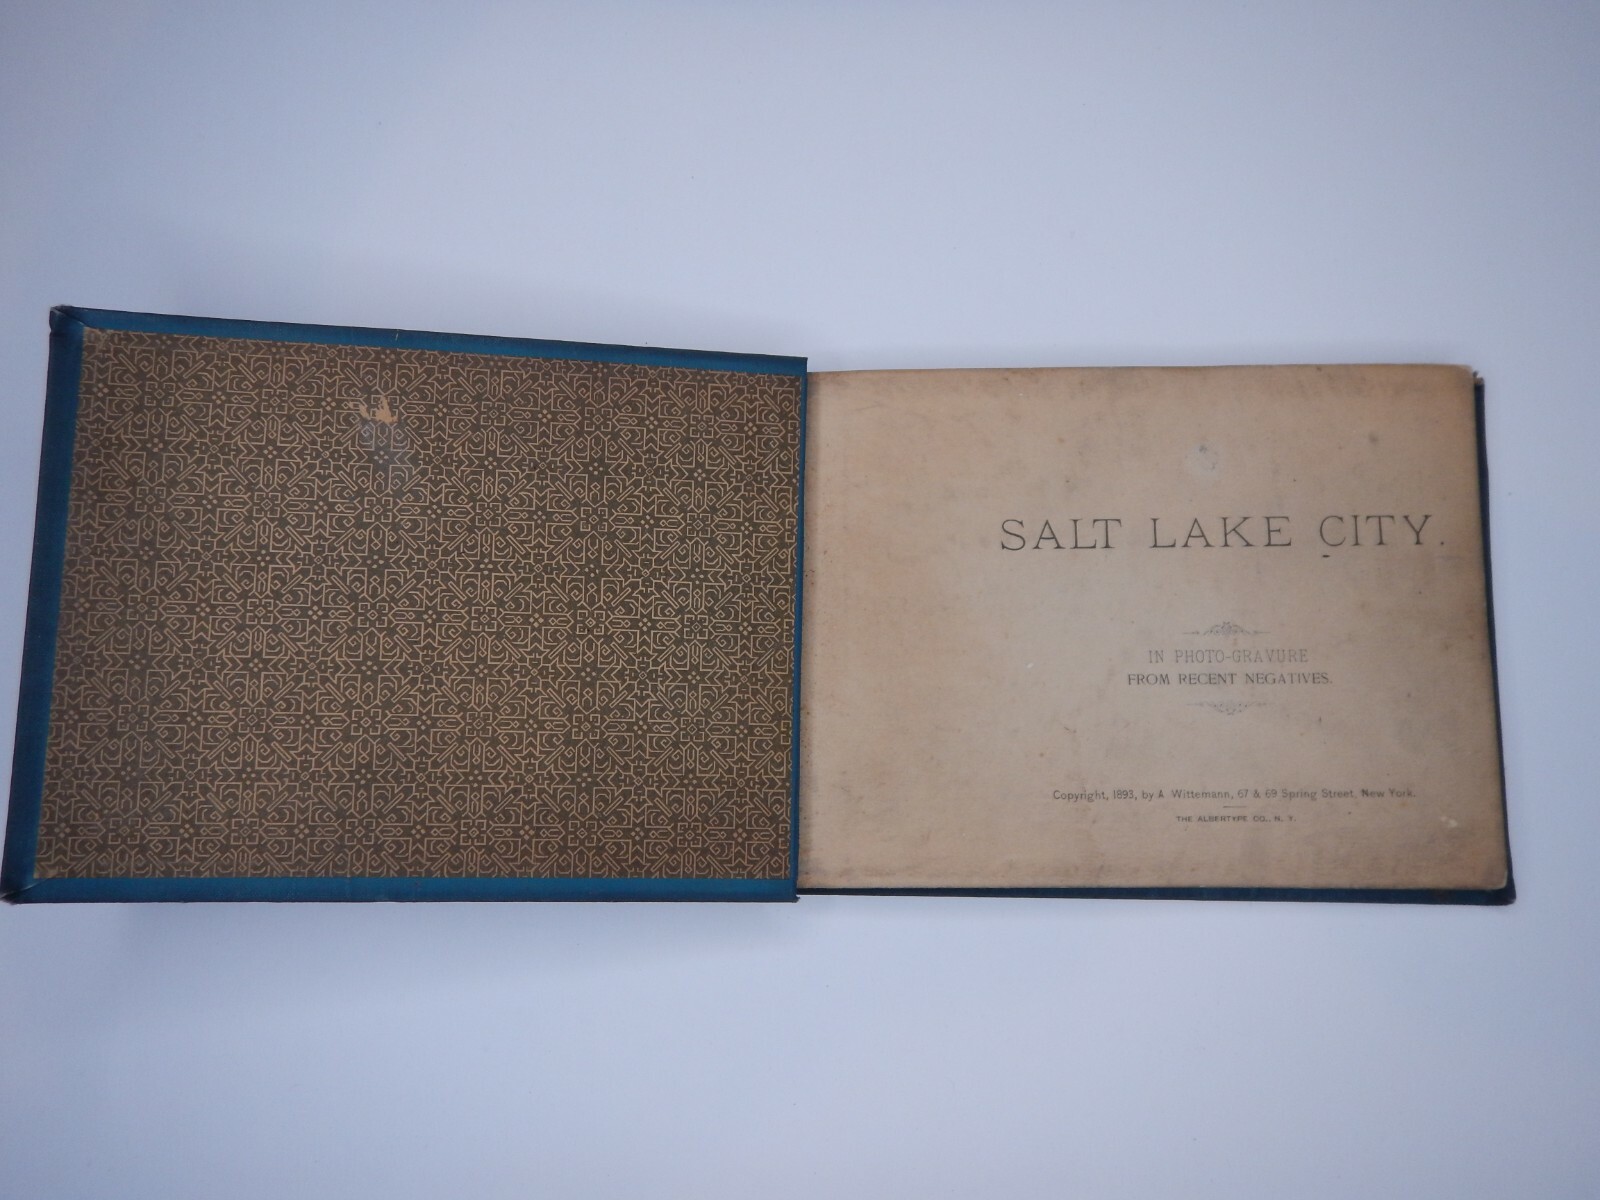 SALT LAKE CITY.
IN PHOTO-GRAVURE
FROM RECENT NEGATIVES.
Copyright, 1893, by A Wittemann, 67 & 69 Spring Street, New York.
THE ALBERTYPE CO., N. Y.